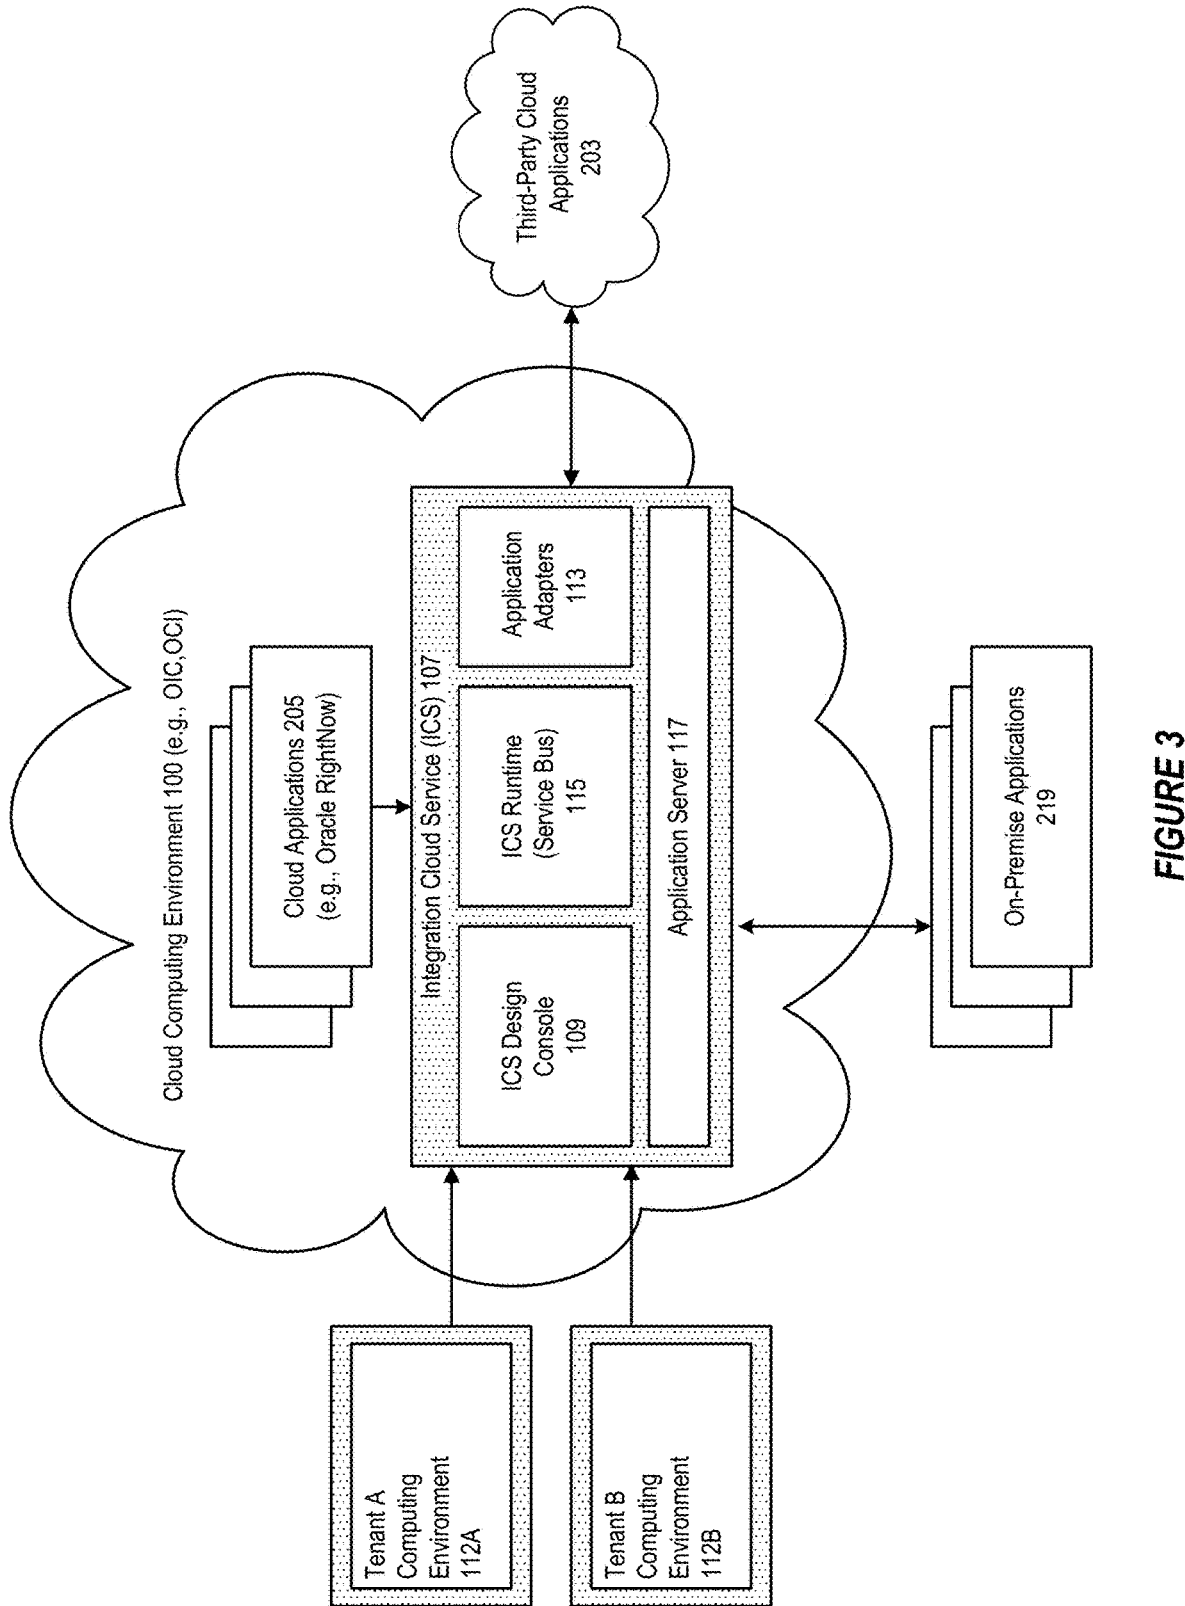 Cloud Computing Environment 100 (e.g., OIC,OCI)
Cloud Applications 205
(e.g., Oracle RightNow)
Integration Cloud Service (ICS) 107
ICS Design
Console
109
ICS Runtime
(Service Bus)
115
Application
Adapters
113
Application Server 117
Third-Party Cloud
Applications
203
Tenant A
Computing
Environment
112A
Tenant B
Computing
Environment
112B
On-Premise Applications
219
FIGURE 3